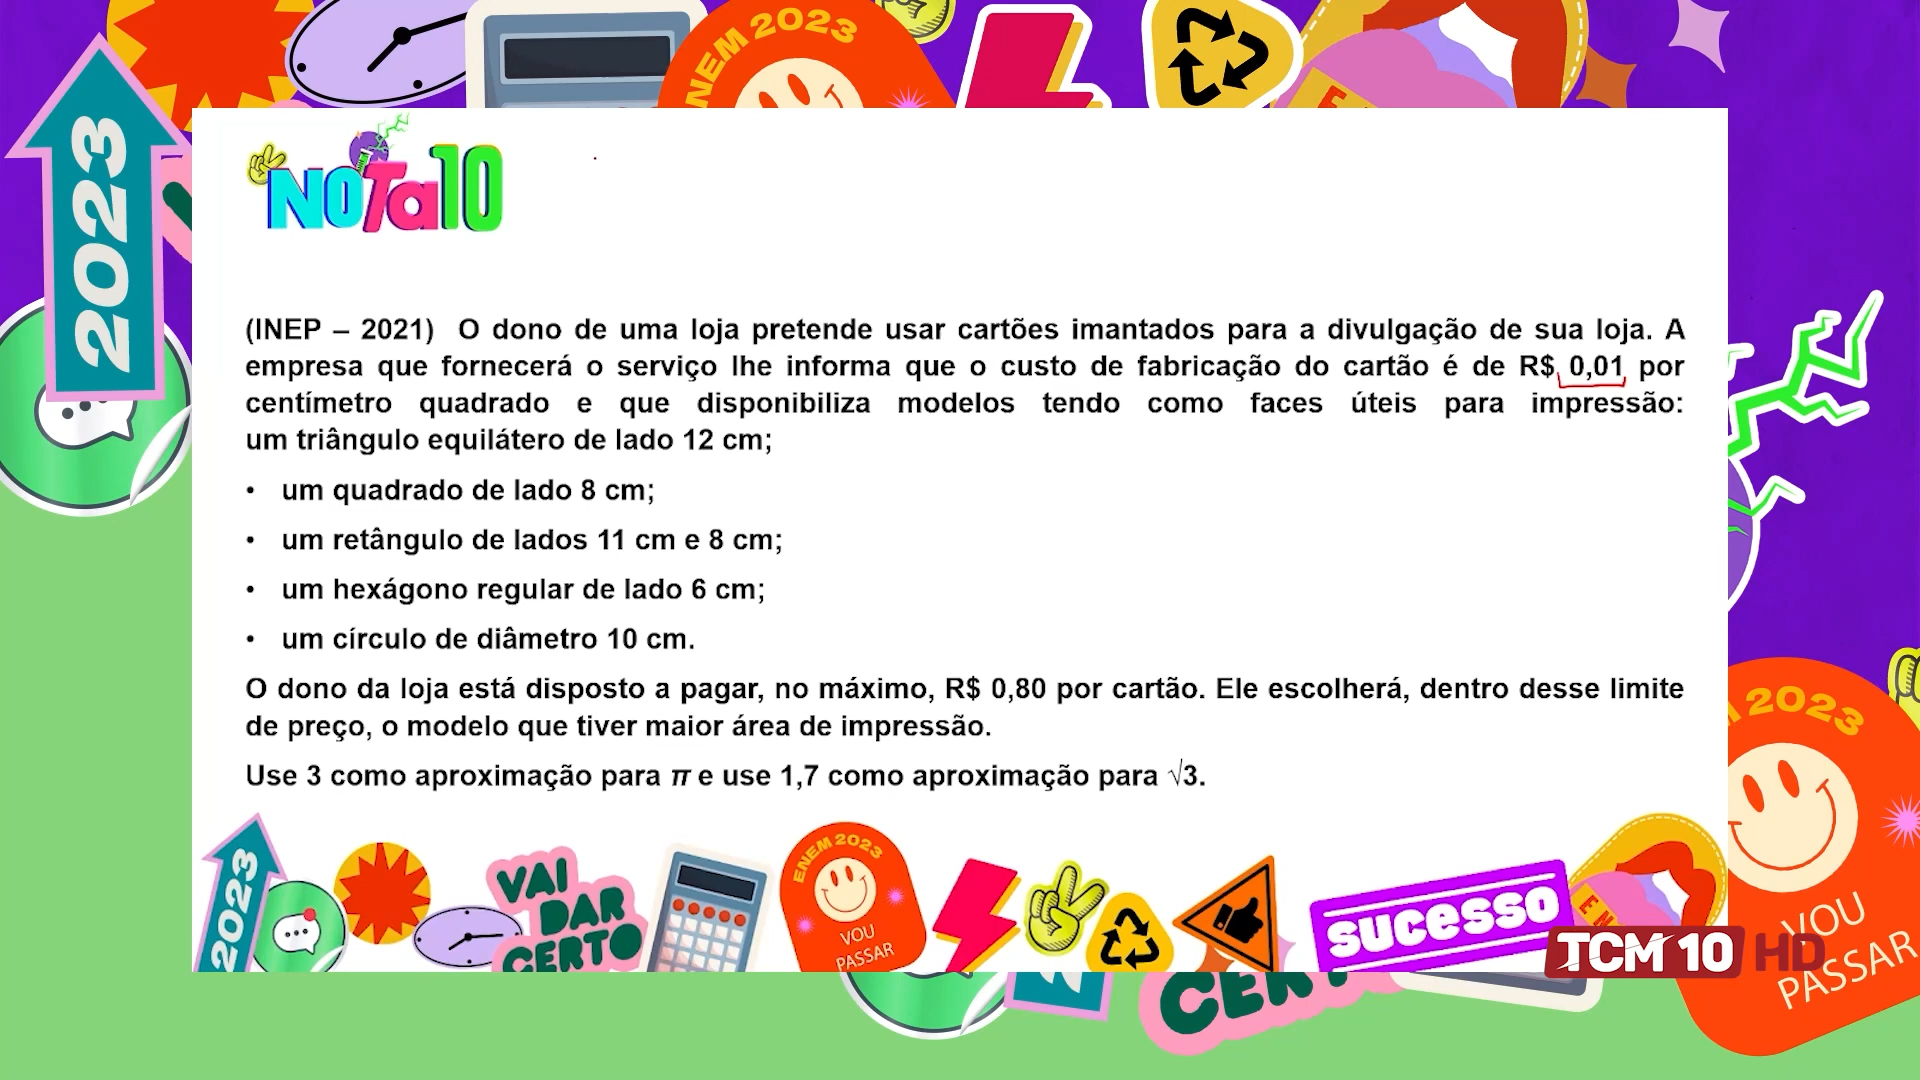 2023
ENEM 2023
NOTa10
(INEP – 2021) O dono de uma loja pretende usar cartões imantados para a divulgação de sua loja. A
empresa que fornecerá o serviço lhe informa que o custo de fabricação do cartão é de R$ 0,01 por
centímetro quadrado e que disponibiliza modelos tendo como faces úteis para impressão:
um triângulo equilátero de lado 12 cm;
• um quadrado de lado 8 cm;
• um retângulo de lados 11 cm e 8 cm;
• um hexágono regular de lado 6 cm;
• um círculo de diâmetro 10 cm.
O dono da loja está disposto a pagar, no máximo, R$ 0,80 por cartão. Ele escolherá, dentro desse limite
de preço, o modelo que tiver maior área de impressão.
Use 3 como aproximação para π e use 1,7 como aproximação para √3.
2023
VAI
DAR
CERTO
ENEM 2023
VOU
PASSAR
sucesso
EN
M 2023
VOU
PASSAR
TCM 10 HD
CERT